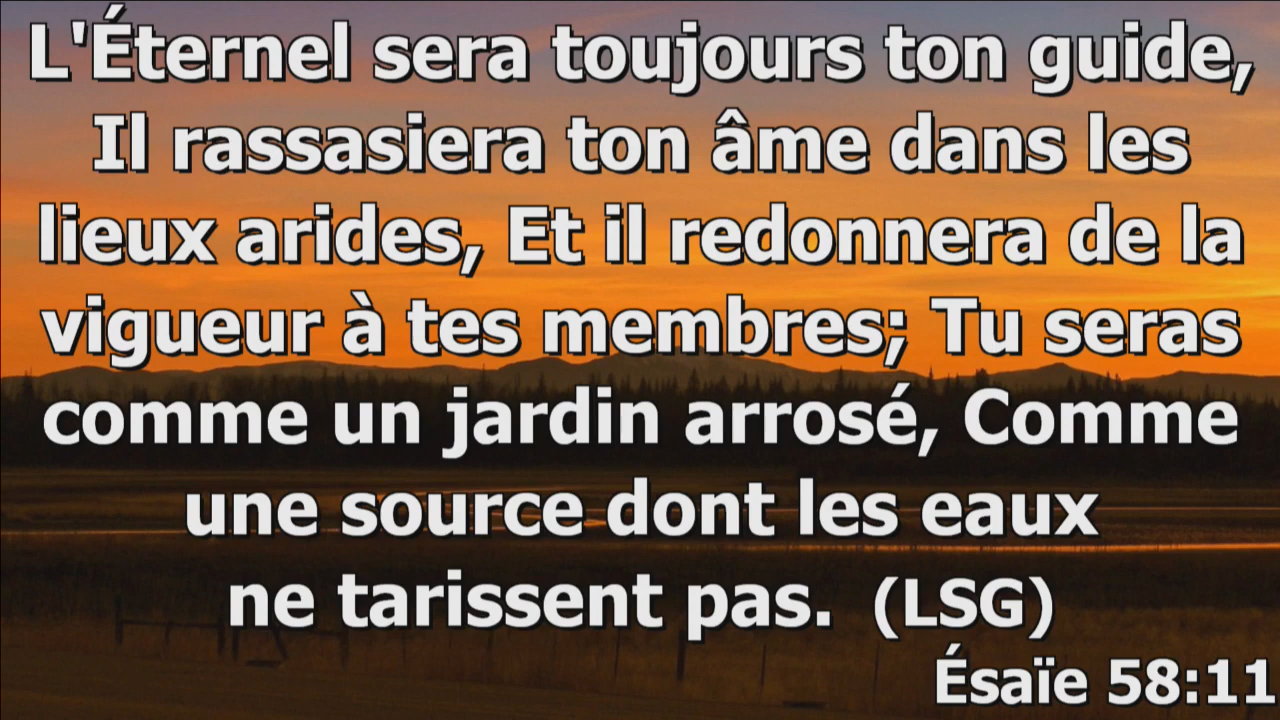 L'Éternel sera toujours ton guide,
Il rassasiera ton âme dans les
lieux arides, Et il redonnera de la
vigueur à tes membres; Tu seras
comme un jardin arrosé, Comme
une source dont les eaux
ne tarissent pas.  (LSG)
Ésaïe 58:11